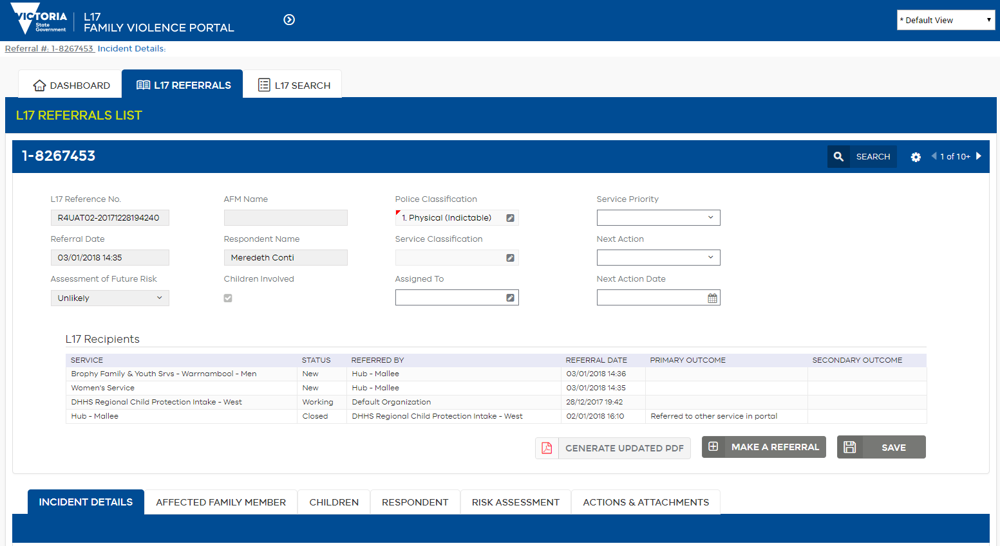 VICTORIA
State
Government
L17
FAMILY VIOLENCE PORTAL
* Default View
Referral #: 1-8267453 Incident Details:
DASHBOARD
L17 REFERRALS
L17 SEARCH
L17 REFERRALS LIST
1-8267453
SEARCH
1 of 10+
L17 Reference No.
AFM Name
Police Classification
Service Priority
R4UAT02-20171228194240
1. Physical (Indictable)
Referral Date
Respondent Name
Service Classification
Next Action
03/01/2018 14:35
Meredeth Conti
Assessment of Future Risk
Children Involved
Assigned To
Next Action Date
Unlikely
L17 Recipients
SERVICE STATUS REFERRED BY REFERRAL DATE PRIMARY OUTCOME SECONDARY OUTCOME
Brophy Family & Youth Srvs - Warrnambool - Men New Hub - Mallee 03/01/2018 14:36
Women's Service New Hub - Mallee 03/01/2018 14:35
DHHS Regional Child Protection Intake - West Working Default Organization 28/12/2017 19:42
Hub - Mallee Closed DHHS Regional Child Protection Intake - West 02/01/2018 16:10 Referred to other service in portal
GENERATE UPDATED PDF
MAKE A REFERRAL
SAVE
INCIDENT DETAILS
AFFECTED FAMILY MEMBER
CHILDREN
RESPONDENT
RISK ASSESSMENT
ACTIONS & ATTACHMENTS